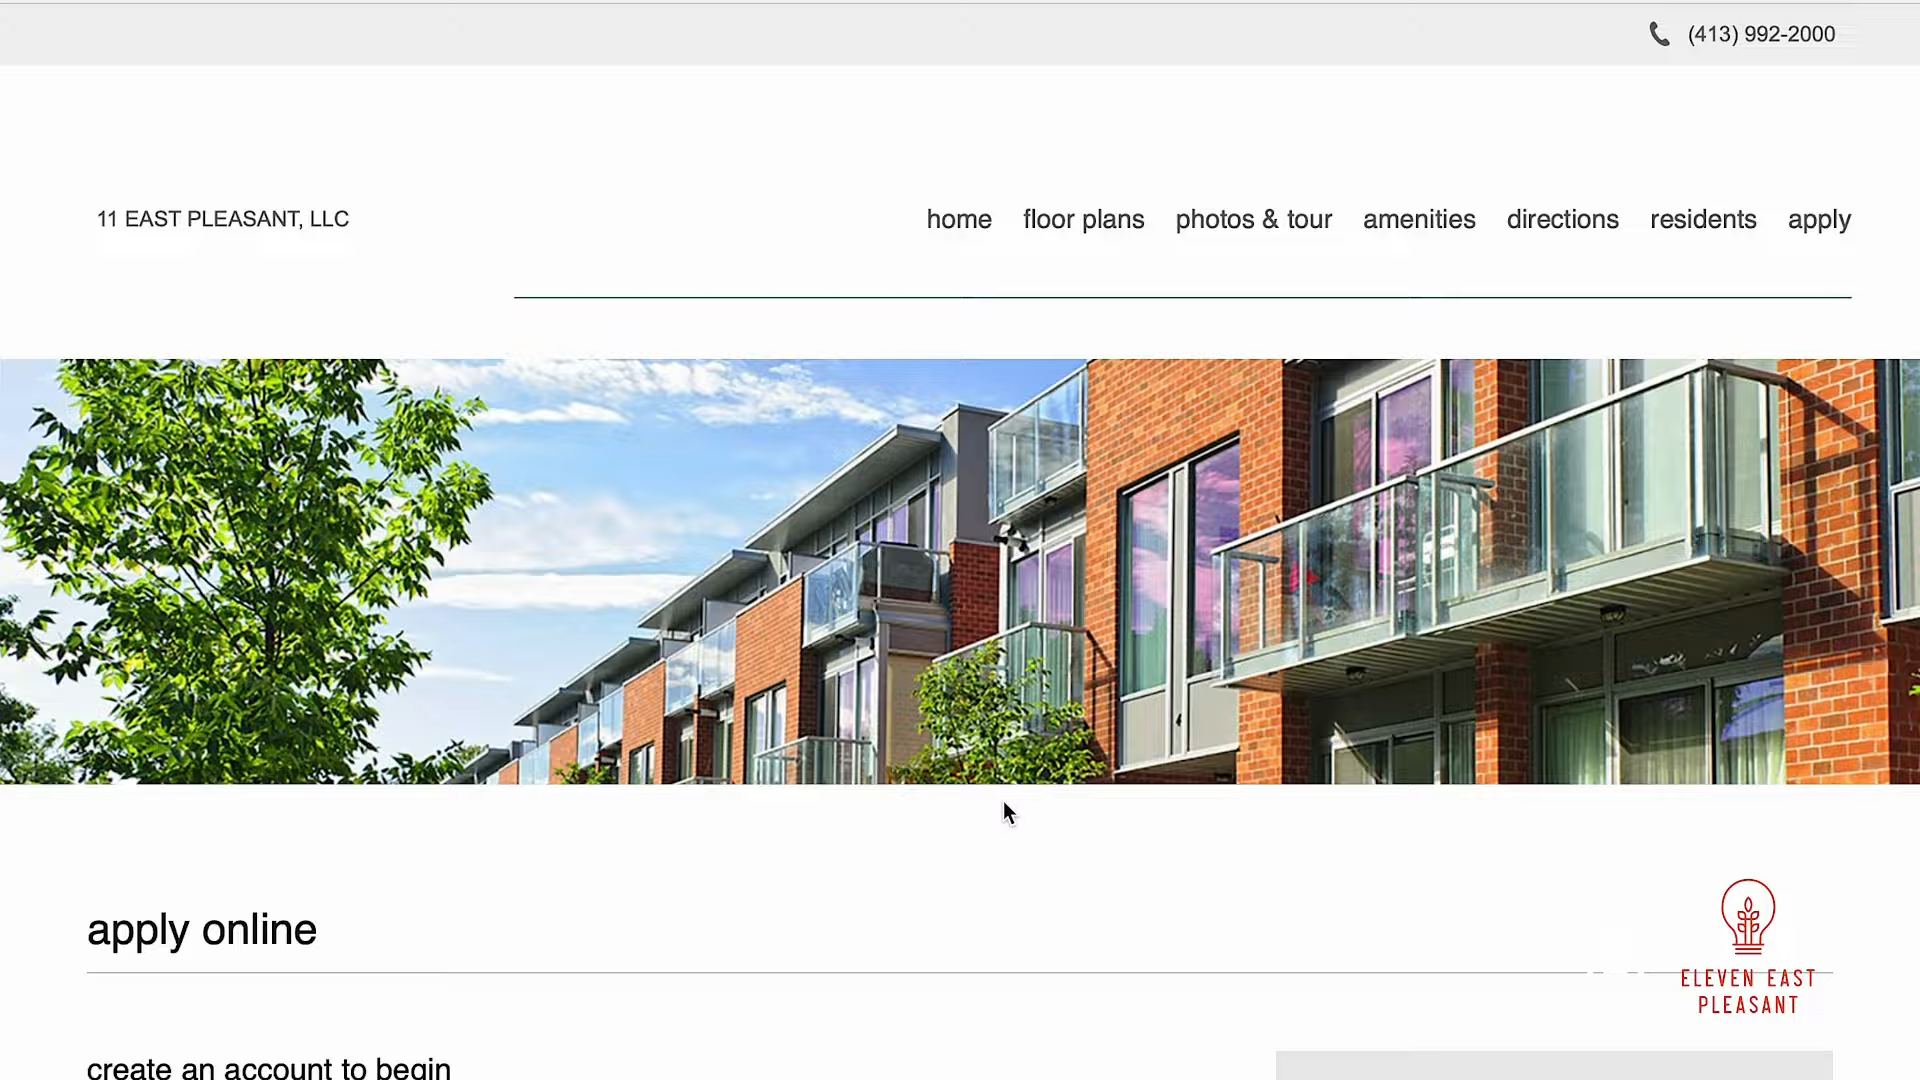 (413) 992-2000
11 EAST PLEASANT, LLC
home floor plans photos & tour amenities directions residents apply
apply online
ELEVEN EAST
PLEASANT
create an account to begin